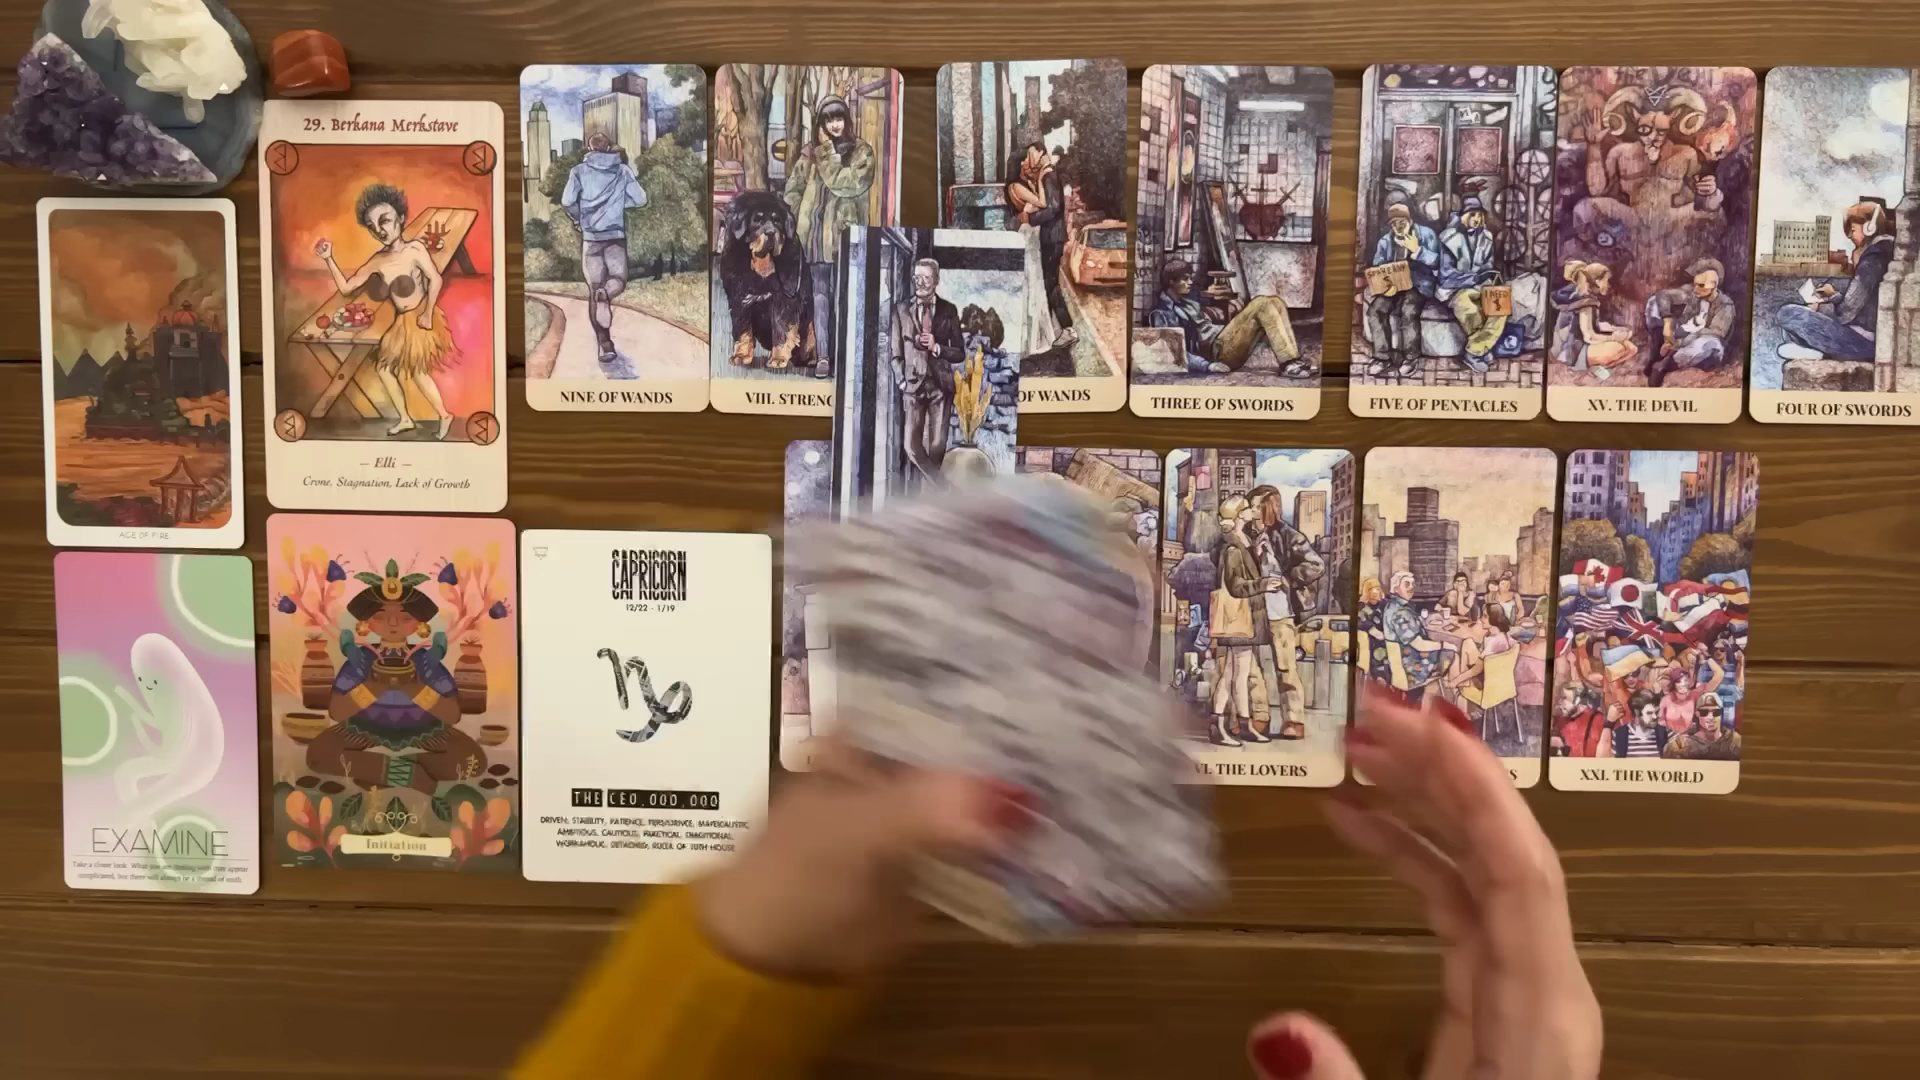 29. Berkana Merkstave
— Elli —
Crone, Stagnation, Lack of Growth
ACE OF FIRE
EXAMINE
Initiation
CAPRICORN
12/22 - 1/19
THE CEO,000,000
NINE OF WANDS
VIII. STRENG
OF WANDS
THREE OF SWORDS
FIVE OF PENTACLES
XV. THE DEVIL
FOUR OF SWORDS
VI. THE LOVERS
S
XXI. THE WORLD